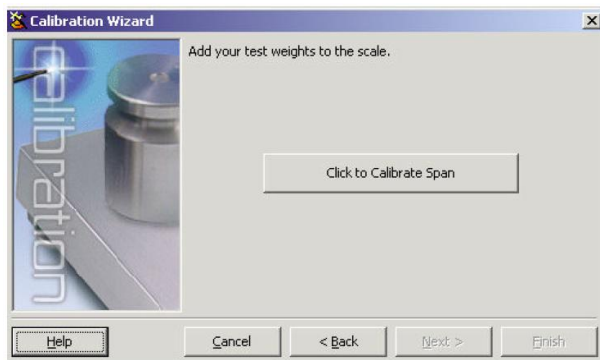 Calibration Wizard
Add your test weights to the scale.
calibration
Click to Calibrate Span
Help
Cancel
< Back
Next >
Finish